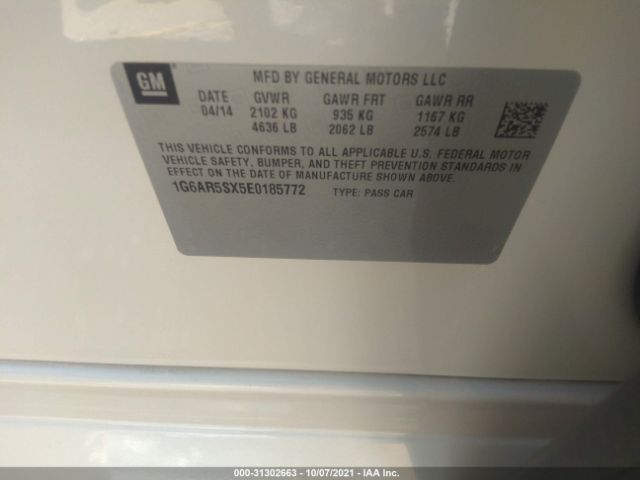 GM
MFD BY GENERAL MOTORS LLC
DATE GVWR GAWR FRT GAWR RR
04/14 2102 KG 935 KG 1167 KG
4636 LB 2062 LB 2574 LB
THIS VEHICLE CONFORMS TO ALL APPLICABLE U.S. FEDERAL MOTOR
VEHICLE SAFETY, BUMPER, AND THEFT PREVENTION STANDARDS IN
EFFECT ON THE DATE OF MANUFACTURE SHOWN ABOVE.
1G6AR5SX5E0185772 TYPE: PASS CAR
000-31302663 - 10/07/2021 - IAA Inc.